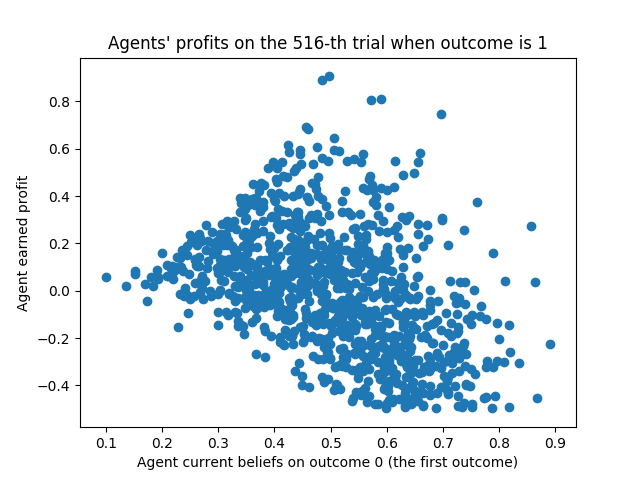 Agents' profits on the 516-th trial when outcome is 1
Agent earned profit
0.8
0.6
0.4
0.2
0.0
−0.2
−0.4
0.1 0.2 0.3 0.4 0.5 0.6 0.7 0.8 0.9
Agent current beliefs on outcome 0 (the first outcome)